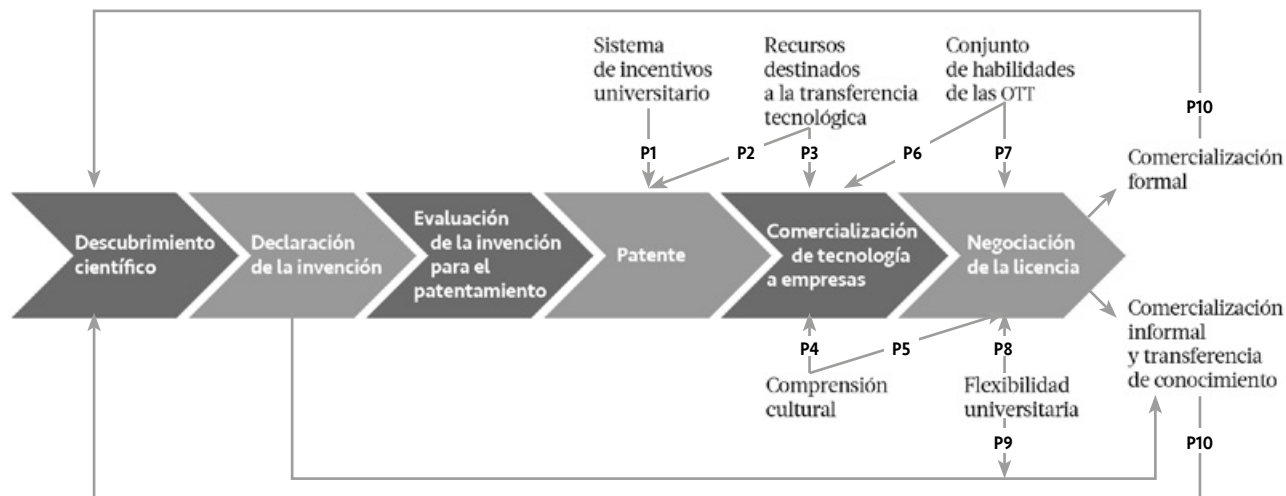 Sistema
de incentivos
universitario
Recursos
destinados
a la transferencia
tecnológica
Conjunto
de habilidades
de las OTT
P10
P1
P2
P3
P6
P7
Comercialización
formal
Descubrimiento
científico
Declaración
de la invención
Evaluación
de la invención
para el
patentamiento
Patente
Comercialización
de tecnología
a empresas
Negociación
de la licencia
Comercialización
informal
y transferencia
de conocimiento
P4
P5
P8
Comprensión
cultural
Flexibilidad
universitaria
P9
P10